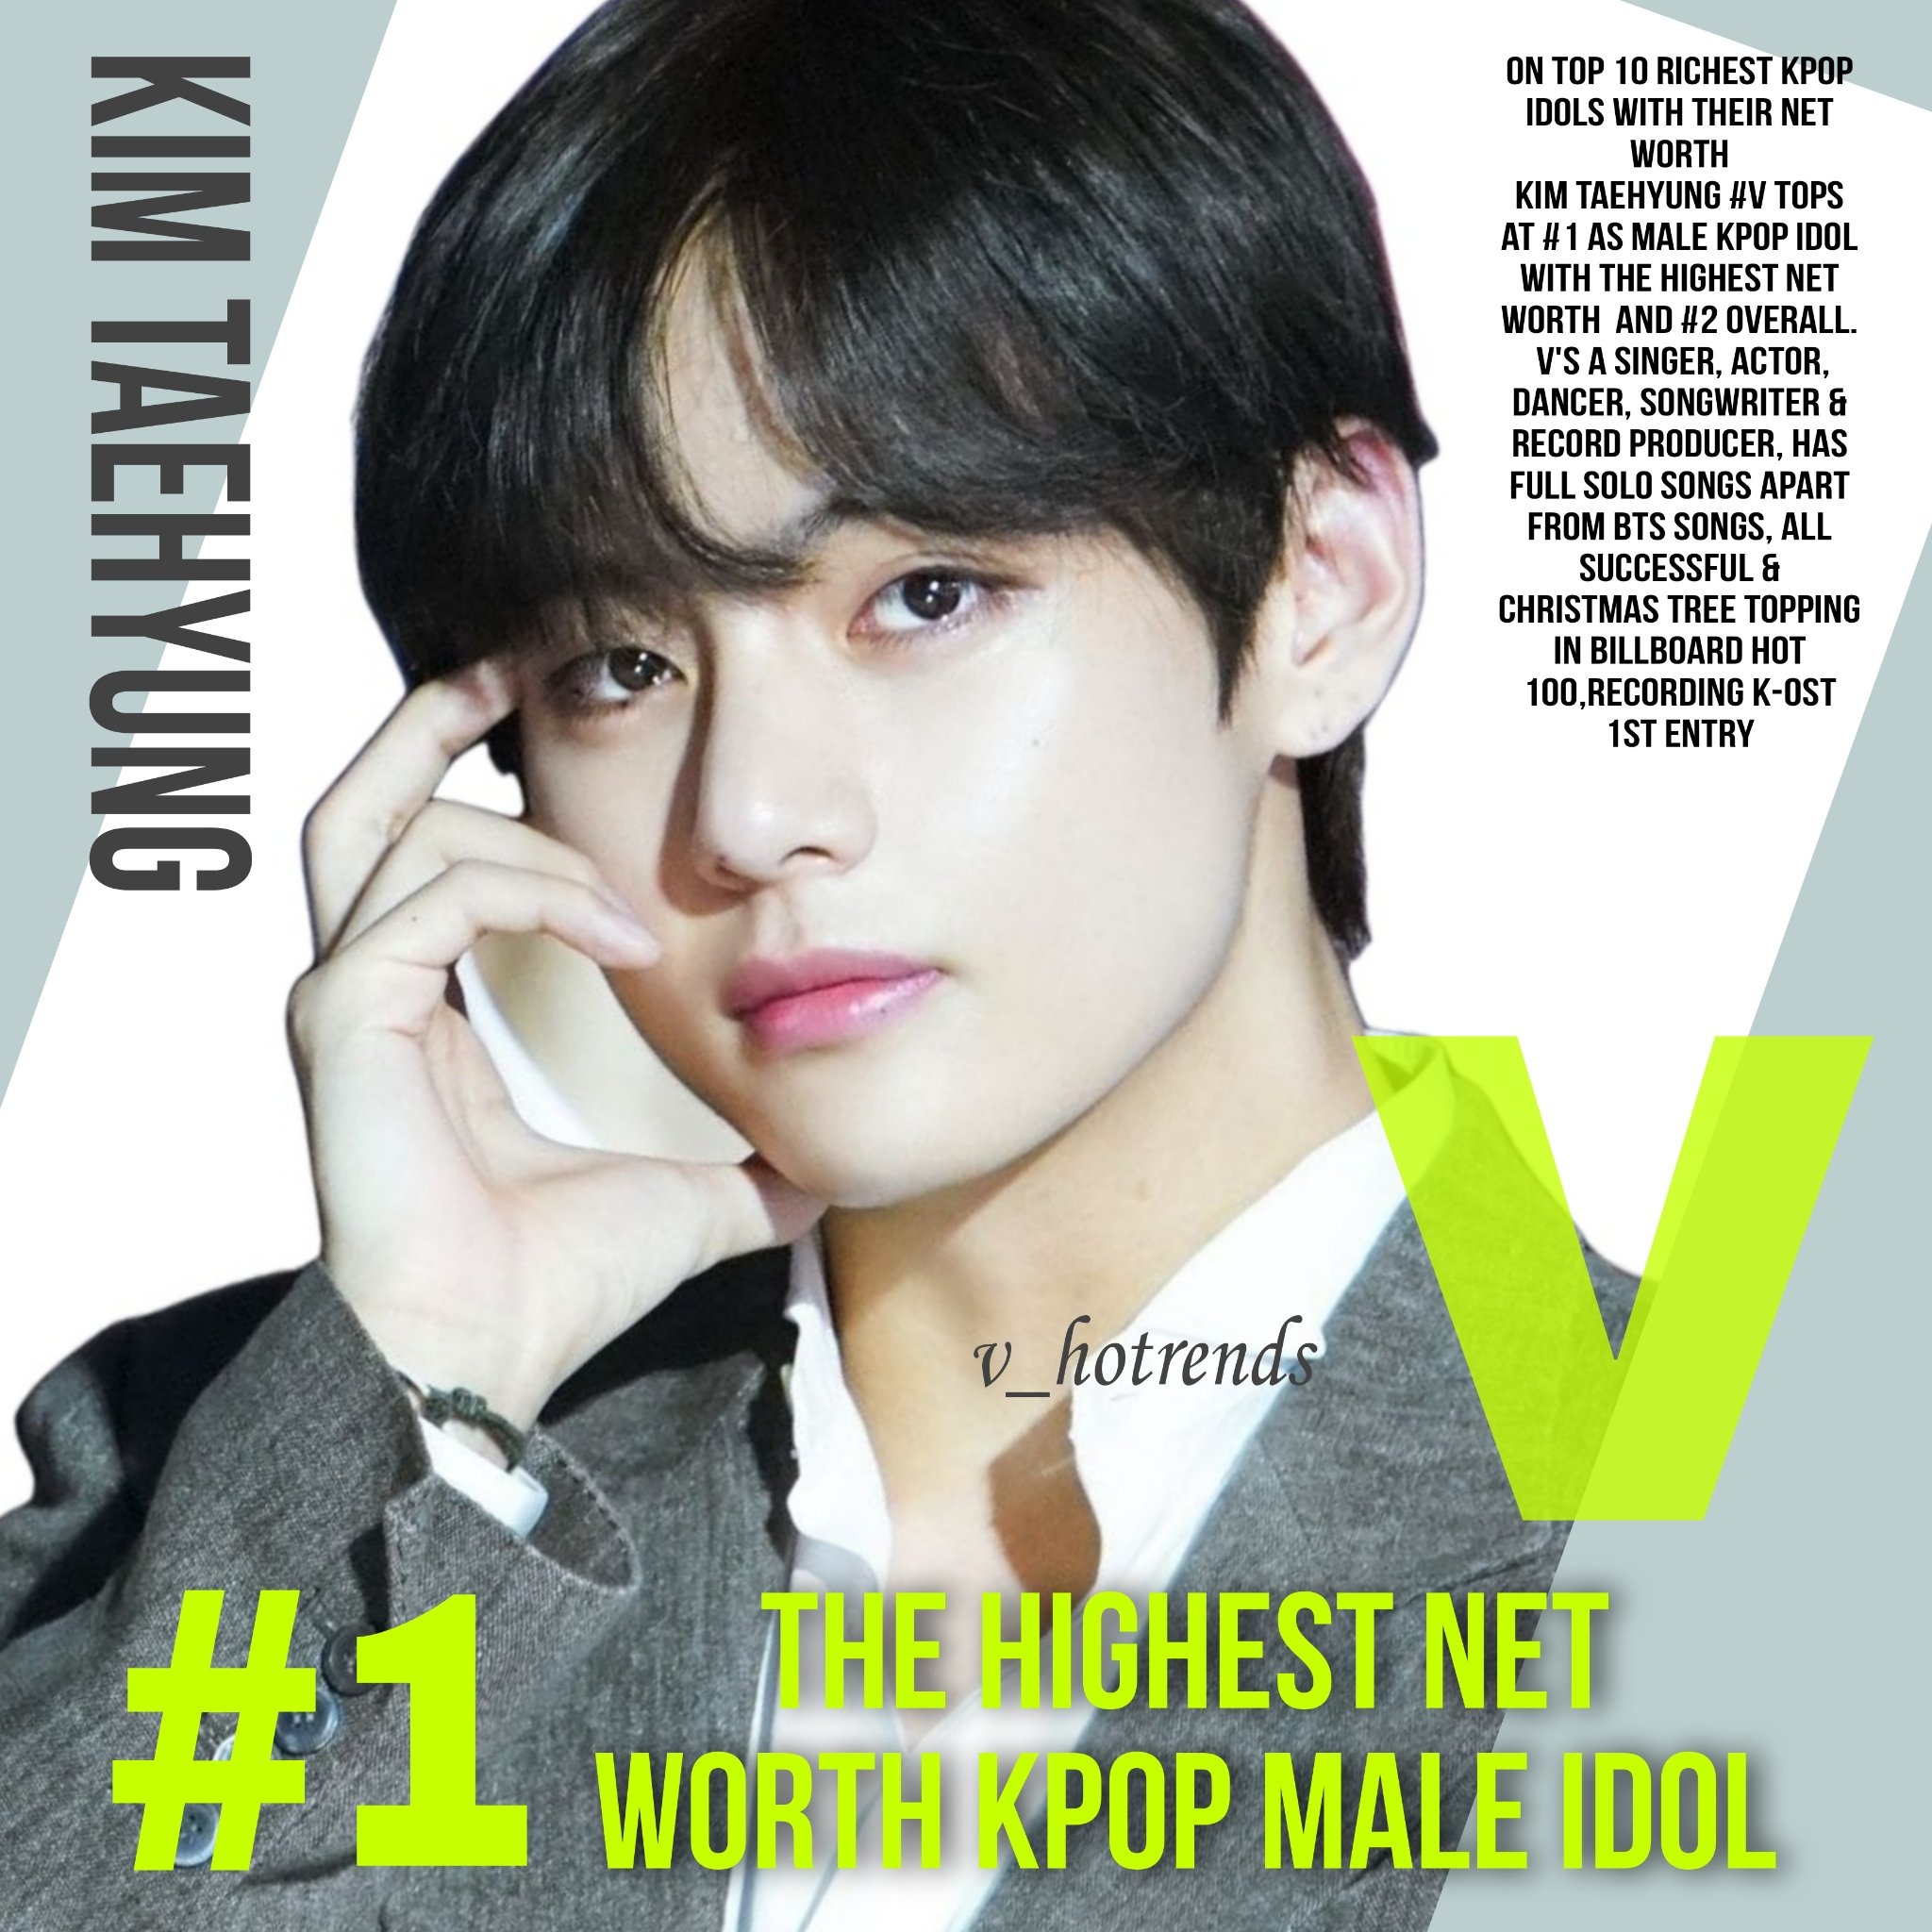 KIM TAEHYUNG
ON TOP 10 RICHEST KPOP
IDOLS WITH THEIR NET
WORTH
KIM TAEHYUNG #V TOPS
AT #1 AS MALE KPOP IDOL
WITH THE HIGHEST NET
WORTH  AND #2 OVERALL.
V'S A SINGER, ACTOR,
DANCER, SONGWRITER &
RECORD PRODUCER, HAS
FULL SOLO SONGS APART
FROM BTS SONGS, ALL
SUCCESSFUL &
CHRISTMAS TREE TOPPING
IN BILLBOARD HOT
100,RECORDING K-OST
1ST ENTRY
V
v_hotrends
#1
THE HIGHEST NET
WORTH KPOP MALE IDOL